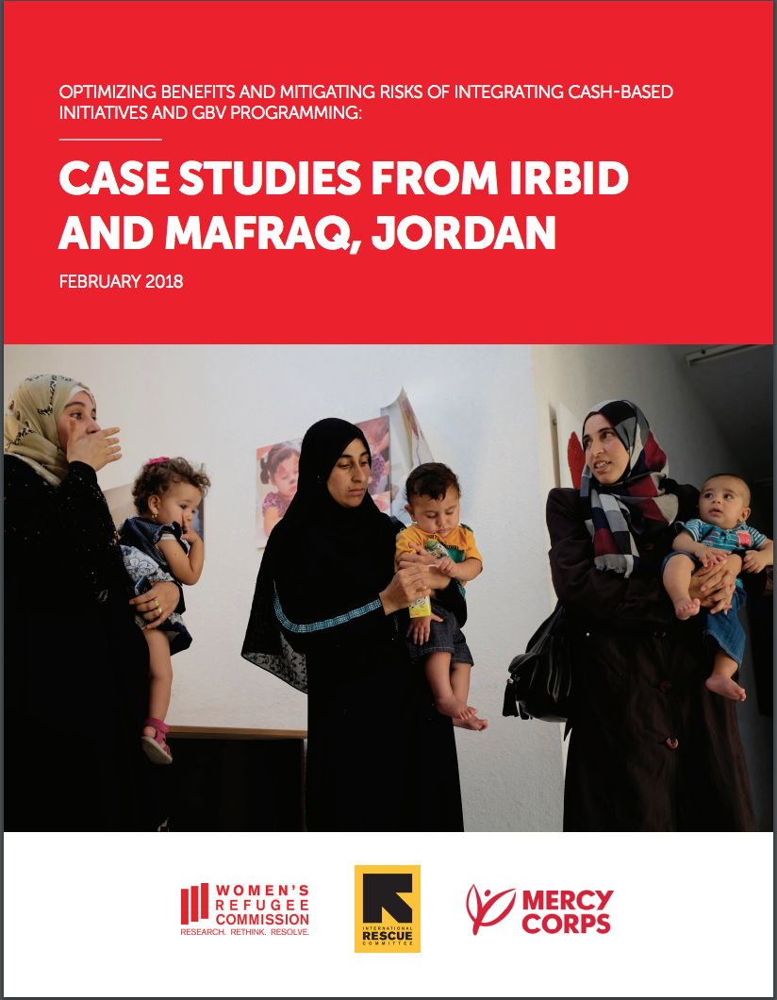 OPTIMIZING BENEFITS AND MITIGATING RISKS OF INTEGRATING CASH-BASED
INITIATIVES AND GBV PROGRAMMING:
CASE STUDIES FROM IRBID
AND MAFRAQ, JORDAN
FEBRUARY 2018
WOMEN'S
REFUGEE
COMMISSION
RESEARCH. RETHINK. RESOLVE.
INTERNATIONAL
RESCUE
COMMITTEE
MERCY
CORPS